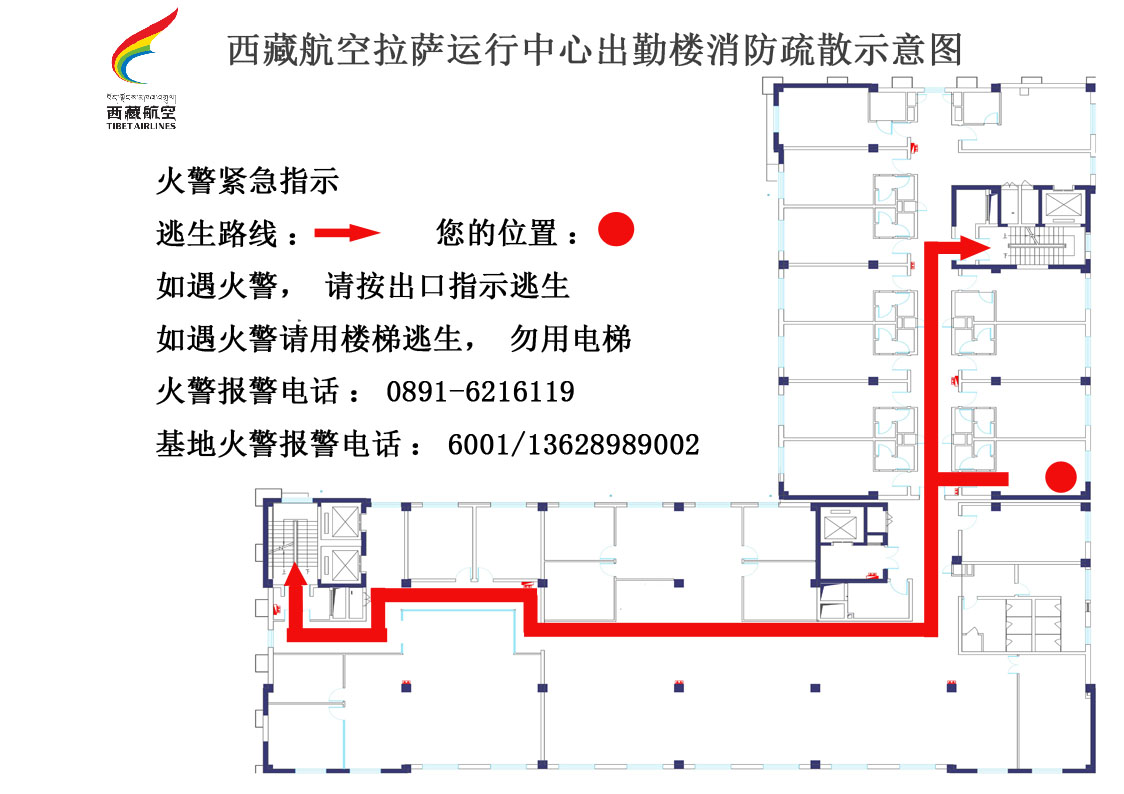 西藏航空拉萨运行中心出勤楼消防疏散示意图
西藏航空
TIBET AIRLINES
火警紧急指示
逃生路线： 您的位置：
如遇火警， 请按出口指示逃生
如遇火警请用楼梯逃生， 勿用电梯
火警报警电话： 0891-6216119
基地火警报警电话： 6001/13628989002
上
下
上
下